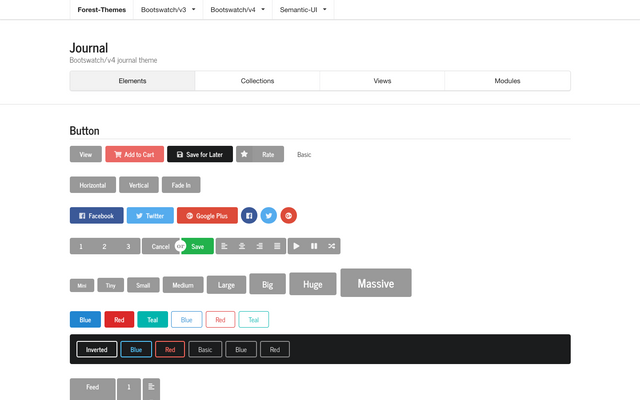 Forest-Themes Bootswatch/v3 Bootswatch/v4 Semantic-UI
Journal
Bootswatch/v4 journal theme
Elements Collections Views Modules
Button
View Add to Cart Save for Later Rate Basic
Horizontal Vertical Fade In
Facebook Twitter Google Plus
1 2 3 Cancel or Save
Mini Tiny Small Medium Large Big Huge Massive
Blue Red Teal Blue Red Teal
Inverted Blue Red Basic Blue Red
Feed 1